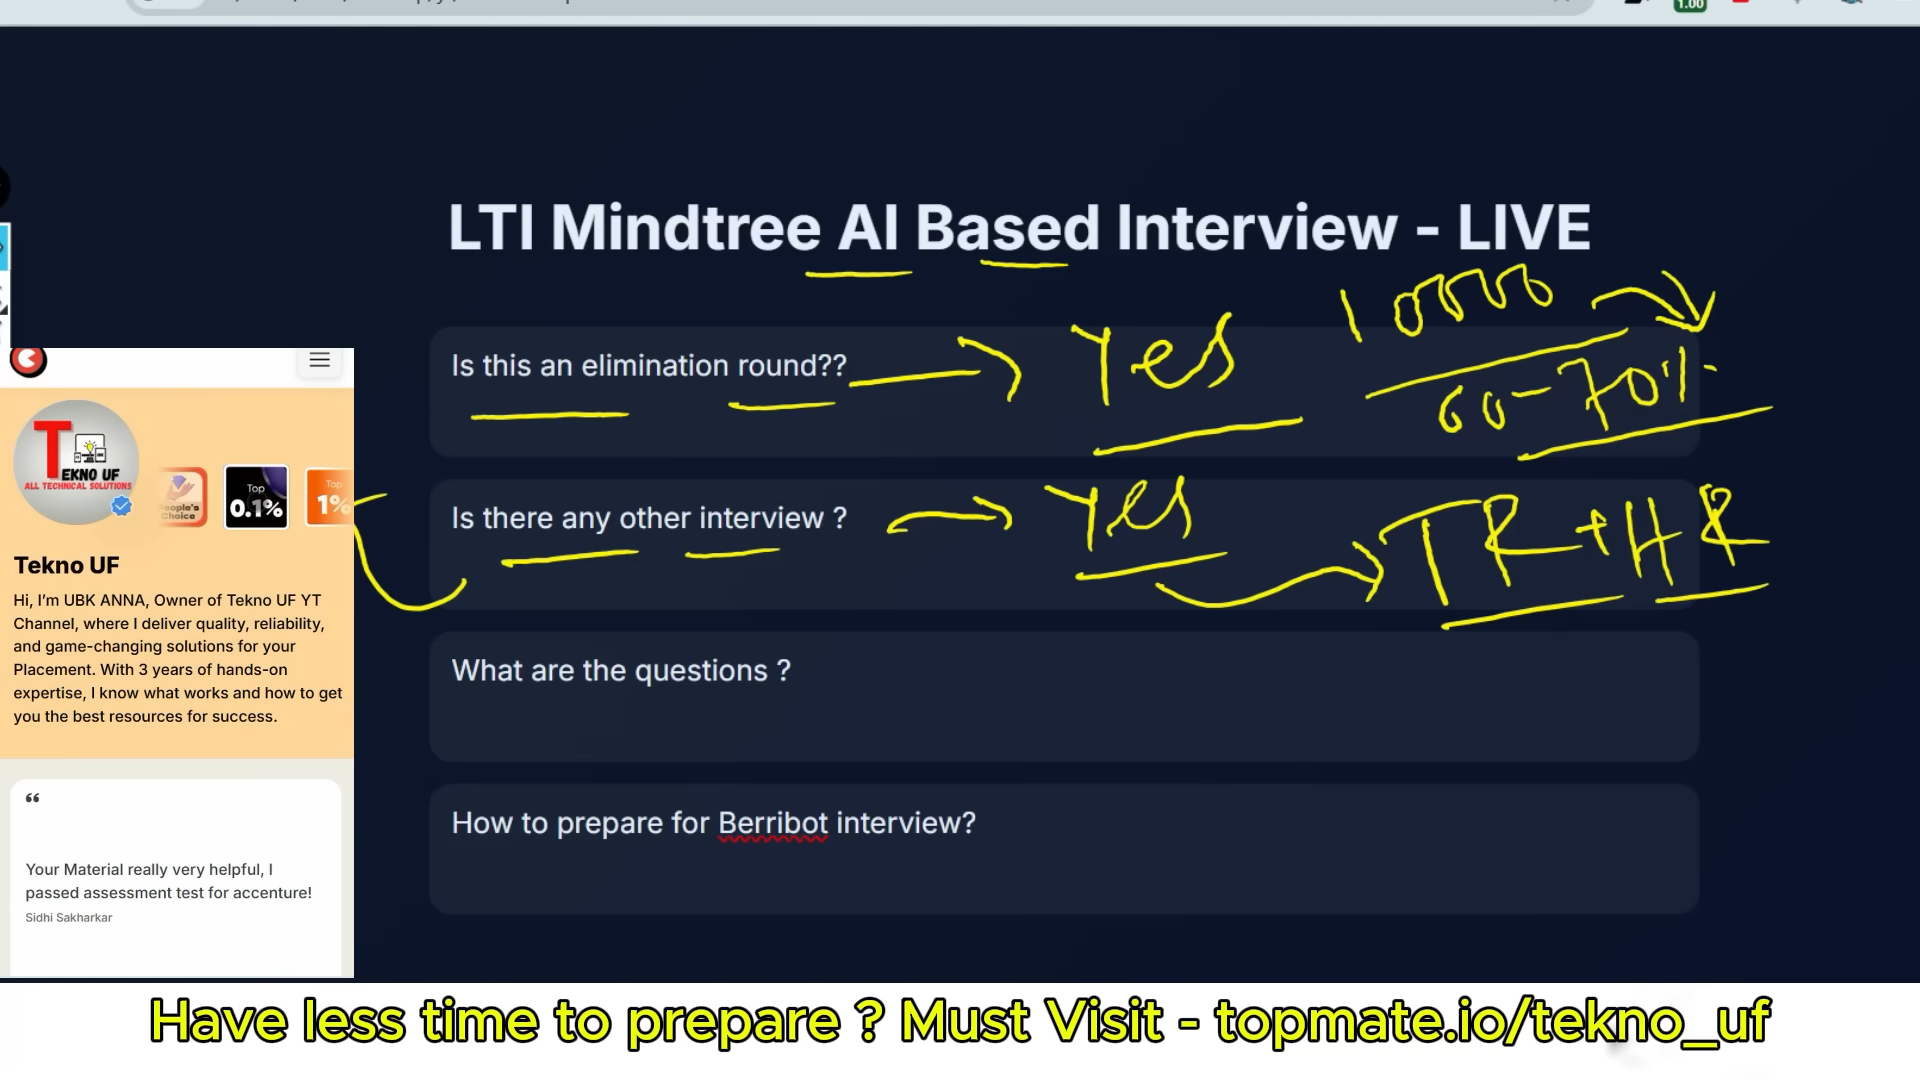 1.00
LTI Mindtree AI Based Interview - LIVE
10000
Is this an elimination round??
Yes
60-70%
Is there any other interview ?
Yes
TR+HR
What are the questions ?
How to prepare for Berribot interview?
T
EKNO UF
ALL TECHNICAL SOLUTIONS
People's
Choice
Top
0.1%
Top
1%
Tekno UF
Hi, I'm UBK ANNA, Owner of Tekno UF YT
Channel, where I deliver quality, reliability,
and game-changing solutions for your
Placement. With 3 years of hands-on
expertise, I know what works and how to get
you the best resources for success.
“
Your Material really very helpful, I
passed assessment test for accenture!
Sidhi Sakharkar
Have less time to prepare ? Must Visit - topmate.io/tekno_uf